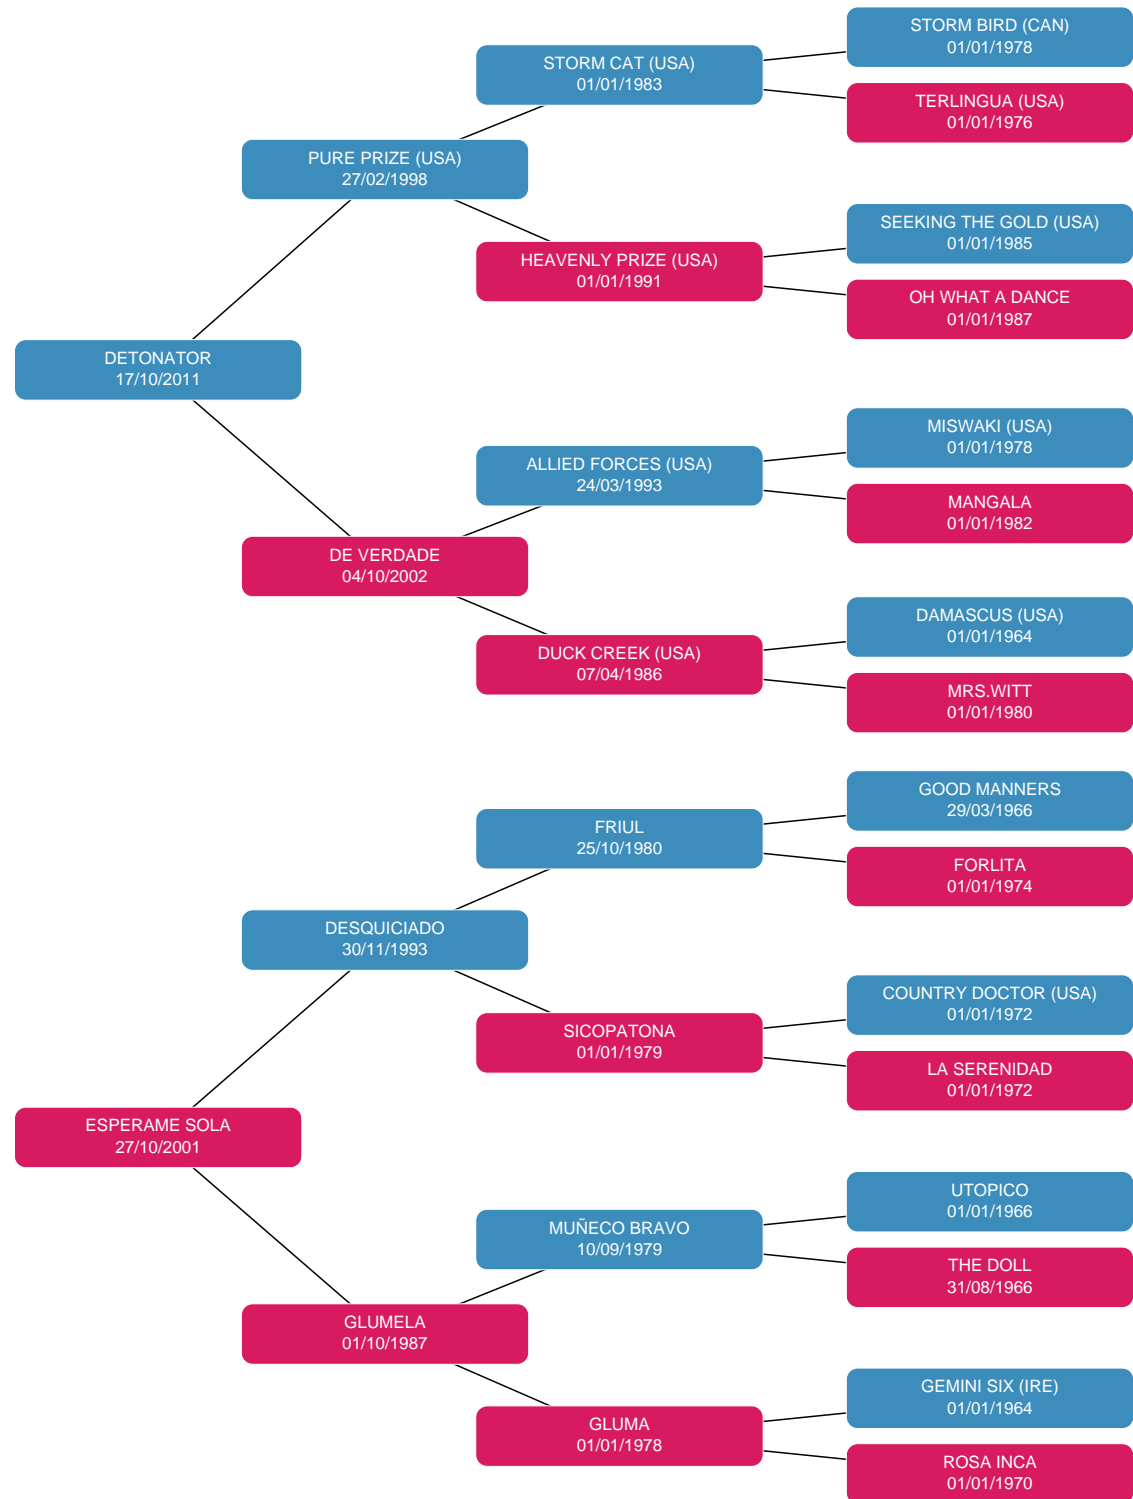 STORM BIRD (CAN)
01/01/1978
STORM CAT (USA)
01/01/1983
TERLINGUA (USA)
01/01/1976
PURE PRIZE (USA)
27/02/1998
SEEKING THE GOLD (USA)
01/01/1985
HEAVENLY PRIZE (USA)
01/01/1991
OH WHAT A DANCE
01/01/1987
DETONATOR
17/10/2011
MISWAKI (USA)
01/01/1978
ALLIED FORCES (USA)
24/03/1993
MANGALA
01/01/1982
DE VERDADE
04/10/2002
DAMASCUS (USA)
01/01/1964
DUCK CREEK (USA)
07/04/1986
MRS.WITT
01/01/1980
GOOD MANNERS
29/03/1966
FRIUL
25/10/1980
FORLITA
01/01/1974
DESQUICIADO
30/11/1993
COUNTRY DOCTOR (USA)
01/01/1972
SICOPATONA
01/01/1979
LA SERENIDAD
01/01/1972
ESPERAME SOLA
27/10/2001
UTOPICO
01/01/1966
MUÑECO BRAVO
10/09/1979
THE DOLL
31/08/1966
GLUMELA
01/10/1987
GEMINI SIX (IRE)
01/01/1964
GLUMA
01/01/1978
ROSA INCA
01/01/1970